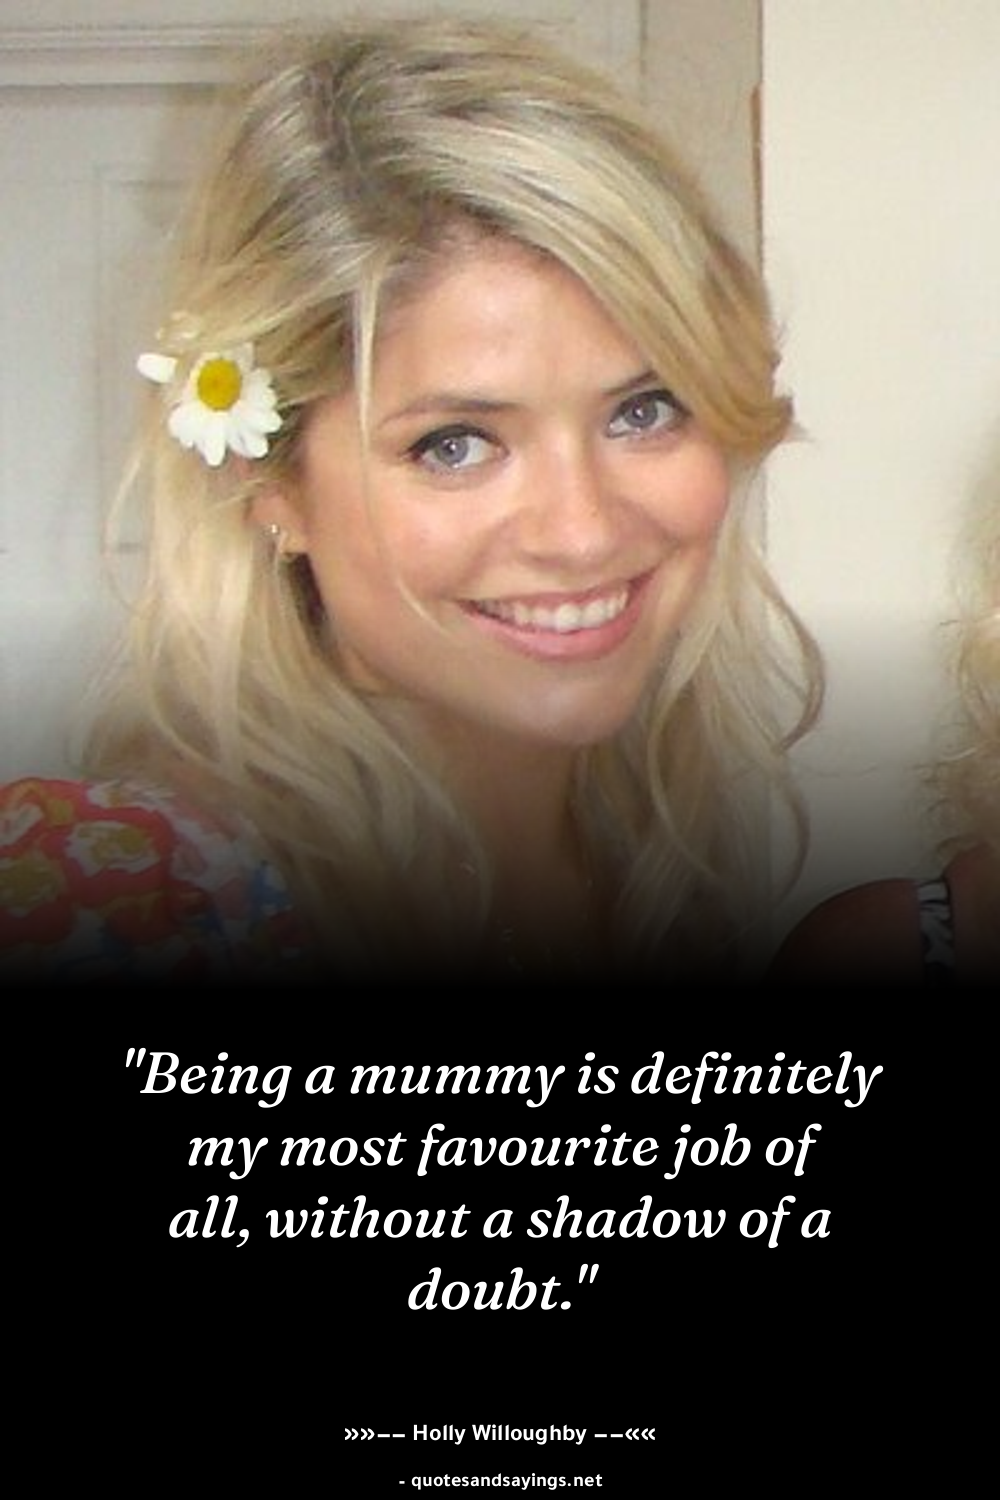 "Being a mummy is definitely
my most favourite job of
all, without a shadow of a
doubt."
»»−− Holly Willoughby −−««
- quotesandsayings.net